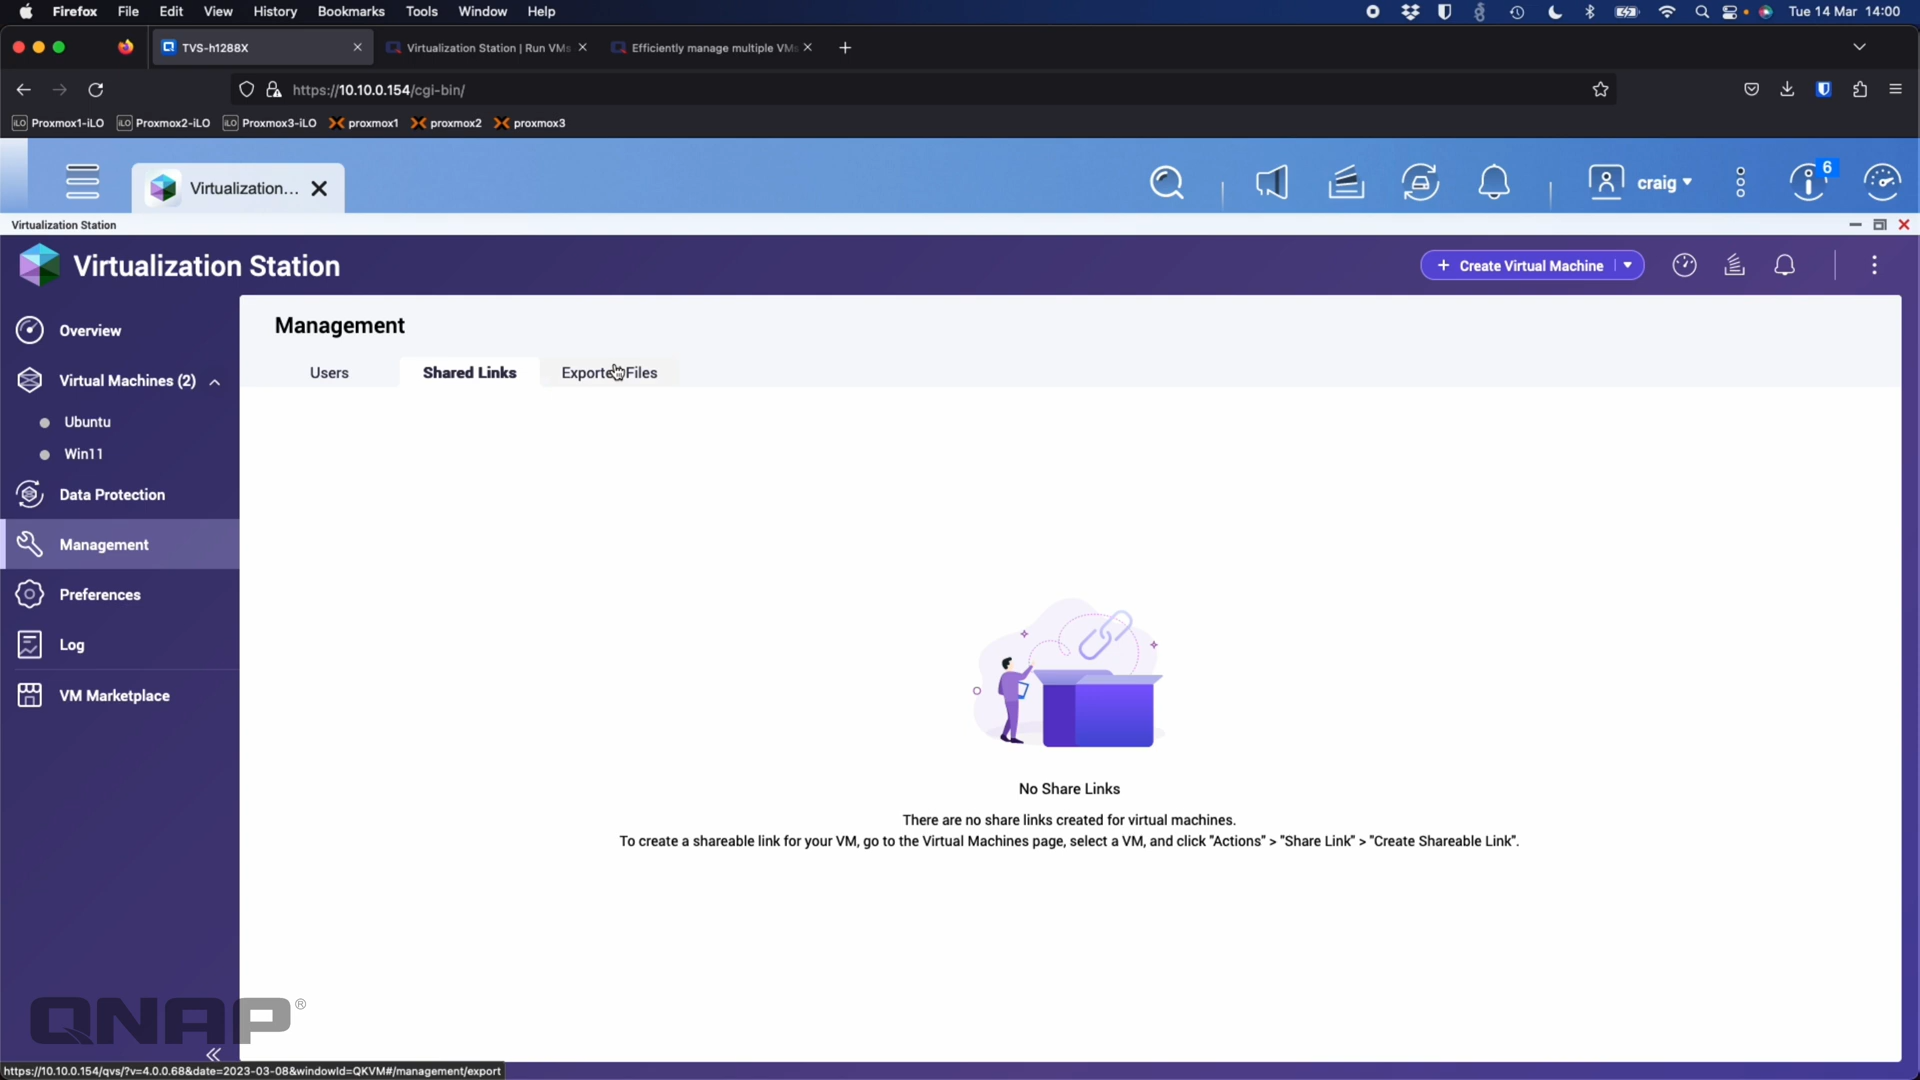 Firefox File Edit View History Bookmarks Tools Window Help Tue 14 Mar 14:00
TVS-h1288X Virtualization Station | Run VMs Efficiently manage multiple VMs
https://10.10.0.154/cgi-bin/
iLO Proxmox1-iLO iLO Proxmox2-iLO iLO Proxmox3-iLO proxmox1 proxmox2 proxmox3
Virtualization... craig 6
Virtualization Station
Virtualization Station + Create Virtual Machine
Overview
Virtual Machines (2)
Ubuntu
Win11
Data Protection
Management
Preferences
Log
VM Marketplace
Management
Users Shared Links Exported Files
No Share Links
There are no share links created for virtual machines.
To create a shareable link for your VM, go to the Virtual Machines page, select a VM, and click "Actions" > "Share Link" > "Create Shareable Link".
QNAP®
https://10.10.0.154/qvs/?v=4.0.0.68&date=2023-03-08&windowId=QKVM#/management/export